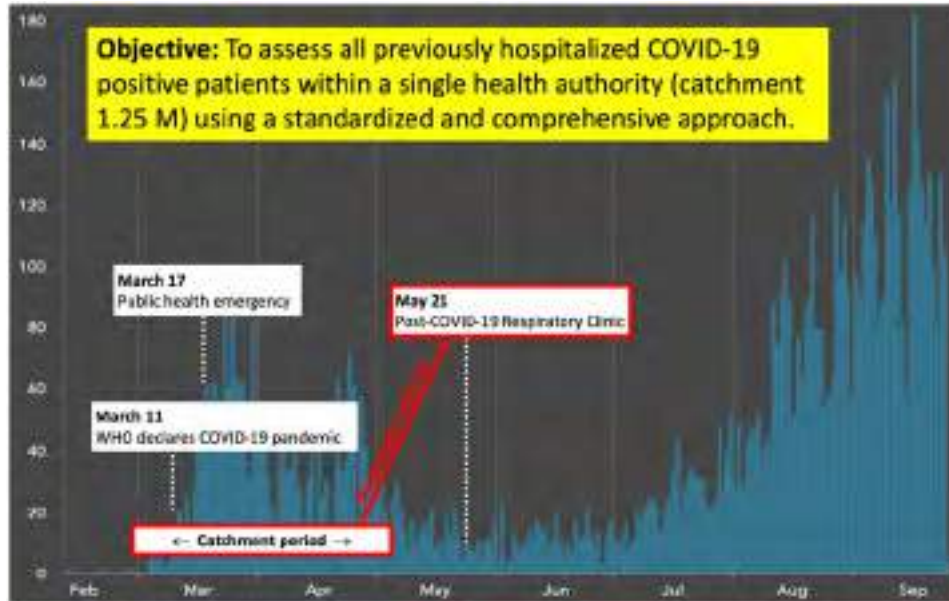 Objective: To assess all previously hospitalized COVID-19
positive patients within a single health authority (catchment
1.25 M) using a standardized and comprehensive approach.
180
160
140
120
100
80
60
40
20
0
March 17
Public health emergency
May 21
Post-COVID-19 Respiratory Clinic
March 11
WHO declares COVID-19 pandemic
← Catchment period →
Feb Mar Apr May Jun Jul Aug Sep